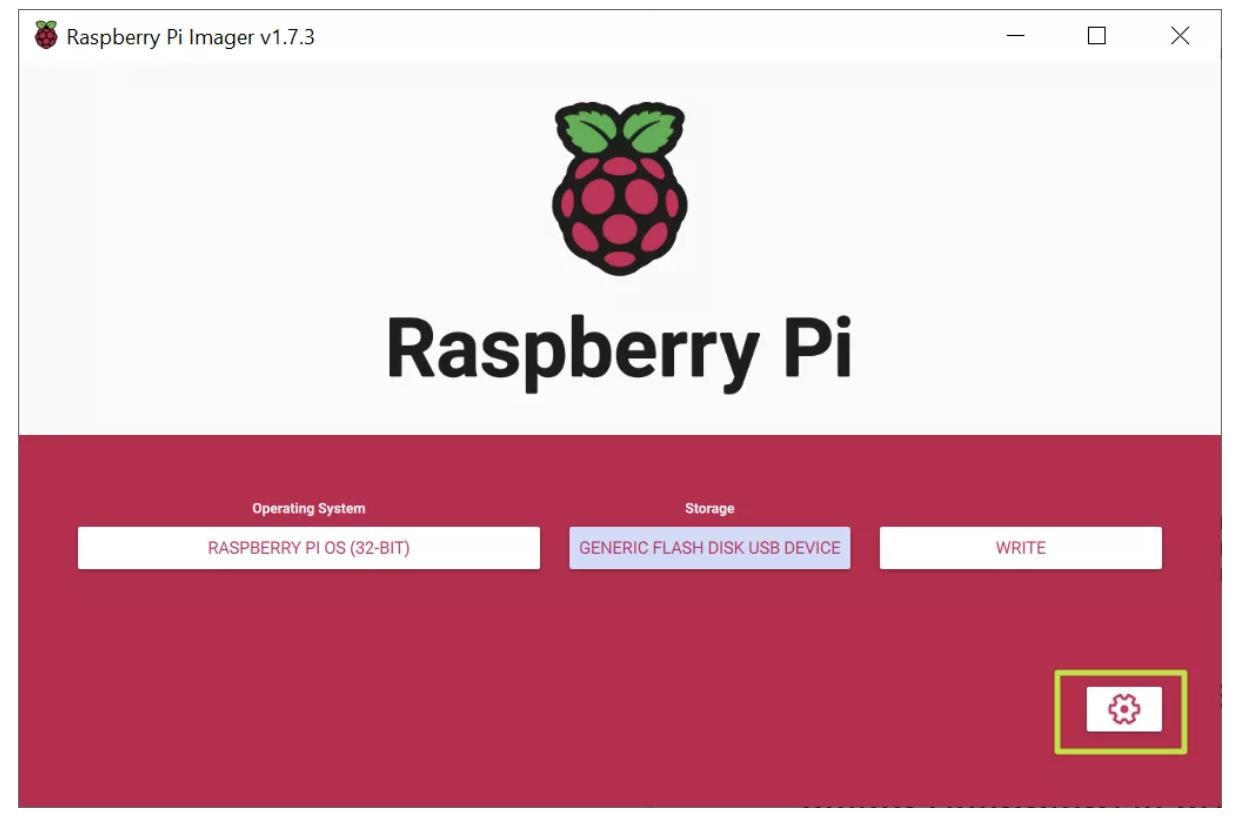 Raspberry Pi Imager v1.7.3
Raspberry Pi
Operating System
Storage
RASPBERRY PI OS (32-BIT)
GENERIC FLASH DISK USB DEVICE
WRITE